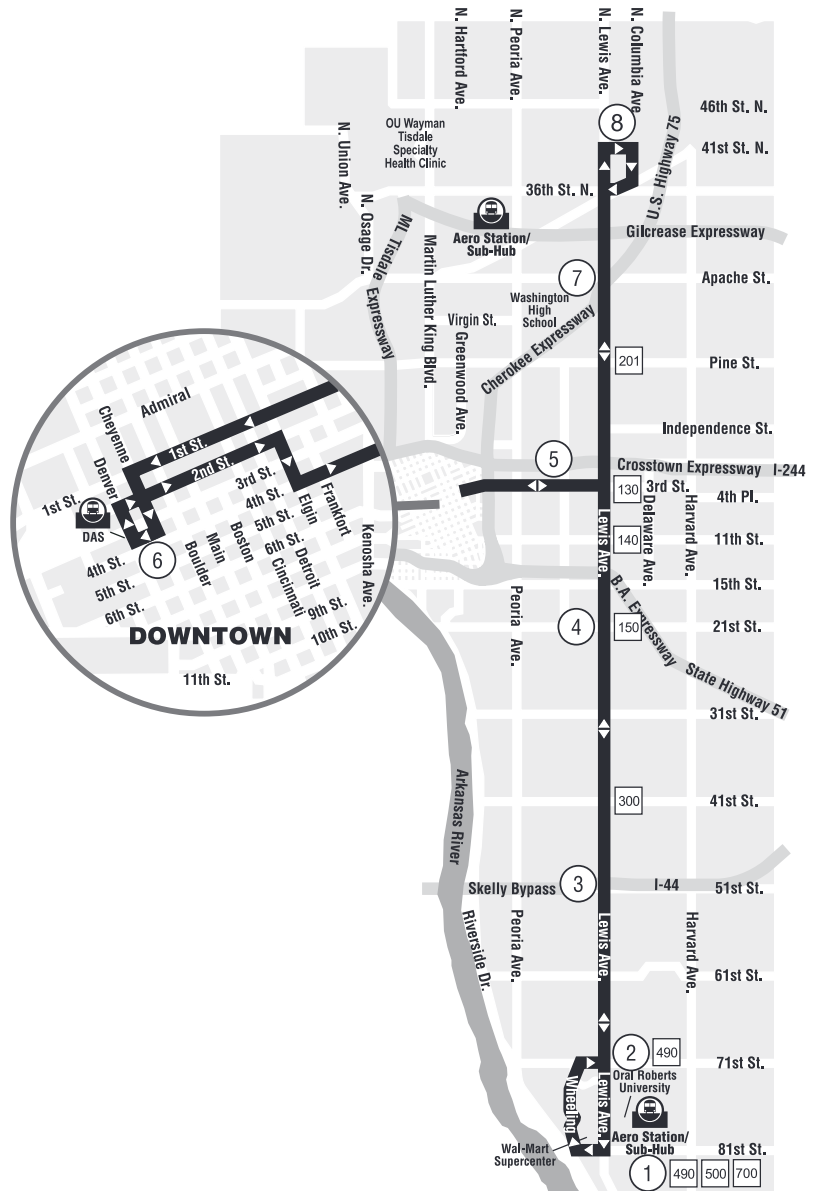 N. Hartford Ave.
N. Peoria Ave.
N. Lewis Ave.
N. Columbia Ave.
46th St. N.
8
OU Wayman
Tisdale
Specialty
Health Clinic
N. Union Ave.
41st St. N.
U.S. Highway 75
36th St. N.
N. Osage Dr.
ML Tisdale
Expressway
Aero Station/
Sub-Hub
Gilcrease Expressway
Martin Luther King Blvd.
7
Apache St.
Washington
High
School
Virgin St.
Greenwood Ave.
Cherokee Expressway
201
Pine St.
Independence St.
5
Crosstown Expressway I-244
130
3rd St.
4th Pl.
Lewis Ave.
Delaware Ave.
Harvard Ave.
140
11th St.
15th St.
B.A. Expressway
State Highway 51
Peoria Ave.
4
150
21st St.
31st St.
Cheyenne
Admiral
Denver
1st St.
2nd St.
1st St.
DAS
6
3rd St.
4th St.
5th St.
6th St.
Elgin
Frankfort
Kenosha Ave.
4th St.
5th St.
6th St.
Boulder
Main
Boston
Cincinnati
Detroit
9th St.
10th St.
DOWNTOWN
11th St.
Arkansas River
300
41st St.
Skelly Bypass
3
I-44
51st St.
Riverside Dr.
Peoria Ave.
Lewis Ave.
Harvard Ave.
61st St.
2
490
71st St.
Wheeling
Lewis Ave.
Oral Roberts
University
Aero Station/
Sub-Hub
Wal-Mart
Supercenter
81st St.
1
490
500
700